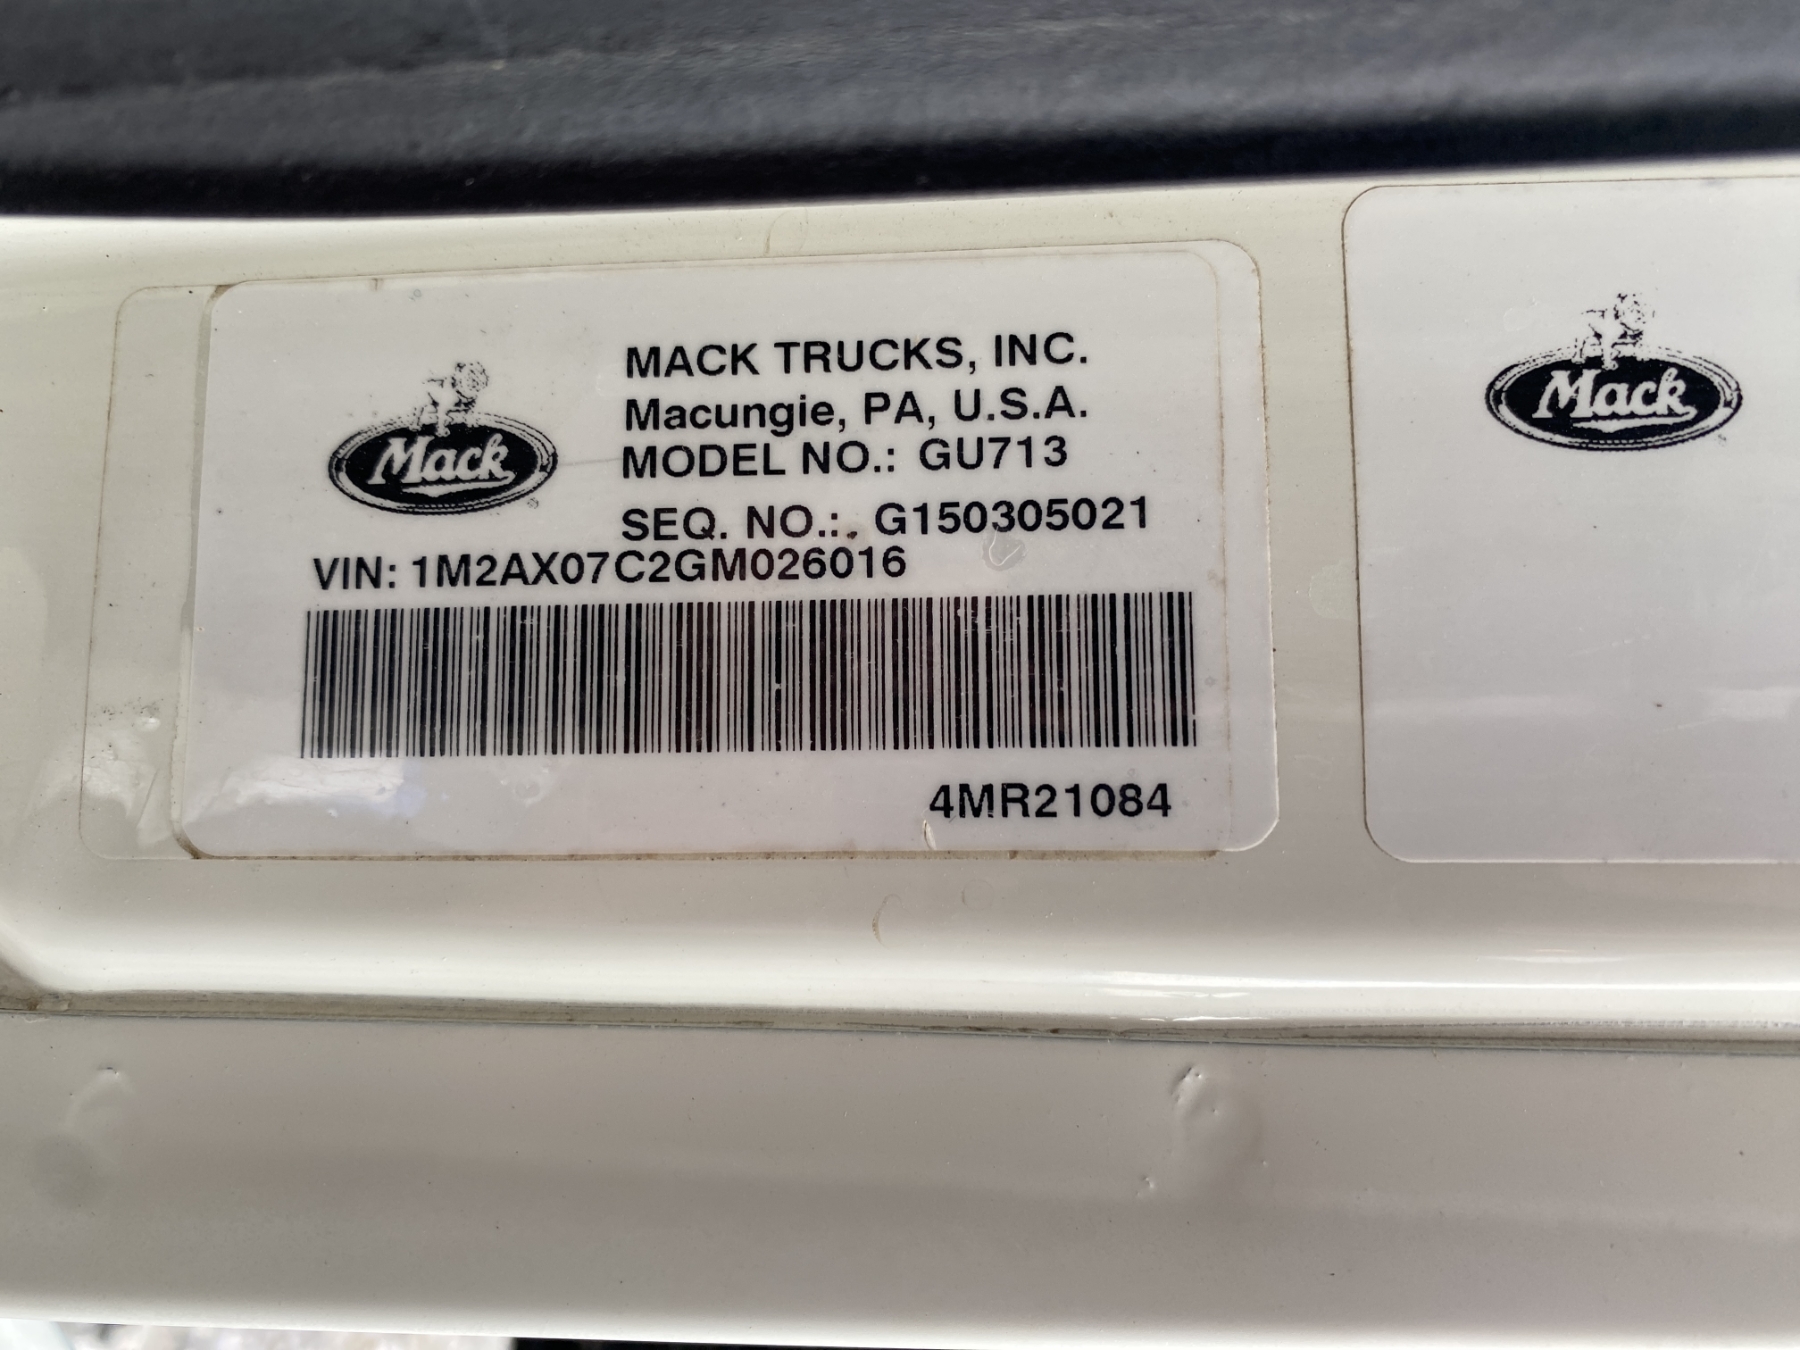 MACK TRUCKS, INC.
Macungie, PA, U.S.A.
MODEL NO.: GU713
SEQ. NO.: G150305021
VIN: 1M2AX07C2GM026016
4MR21084
Mack
®
Mack
®